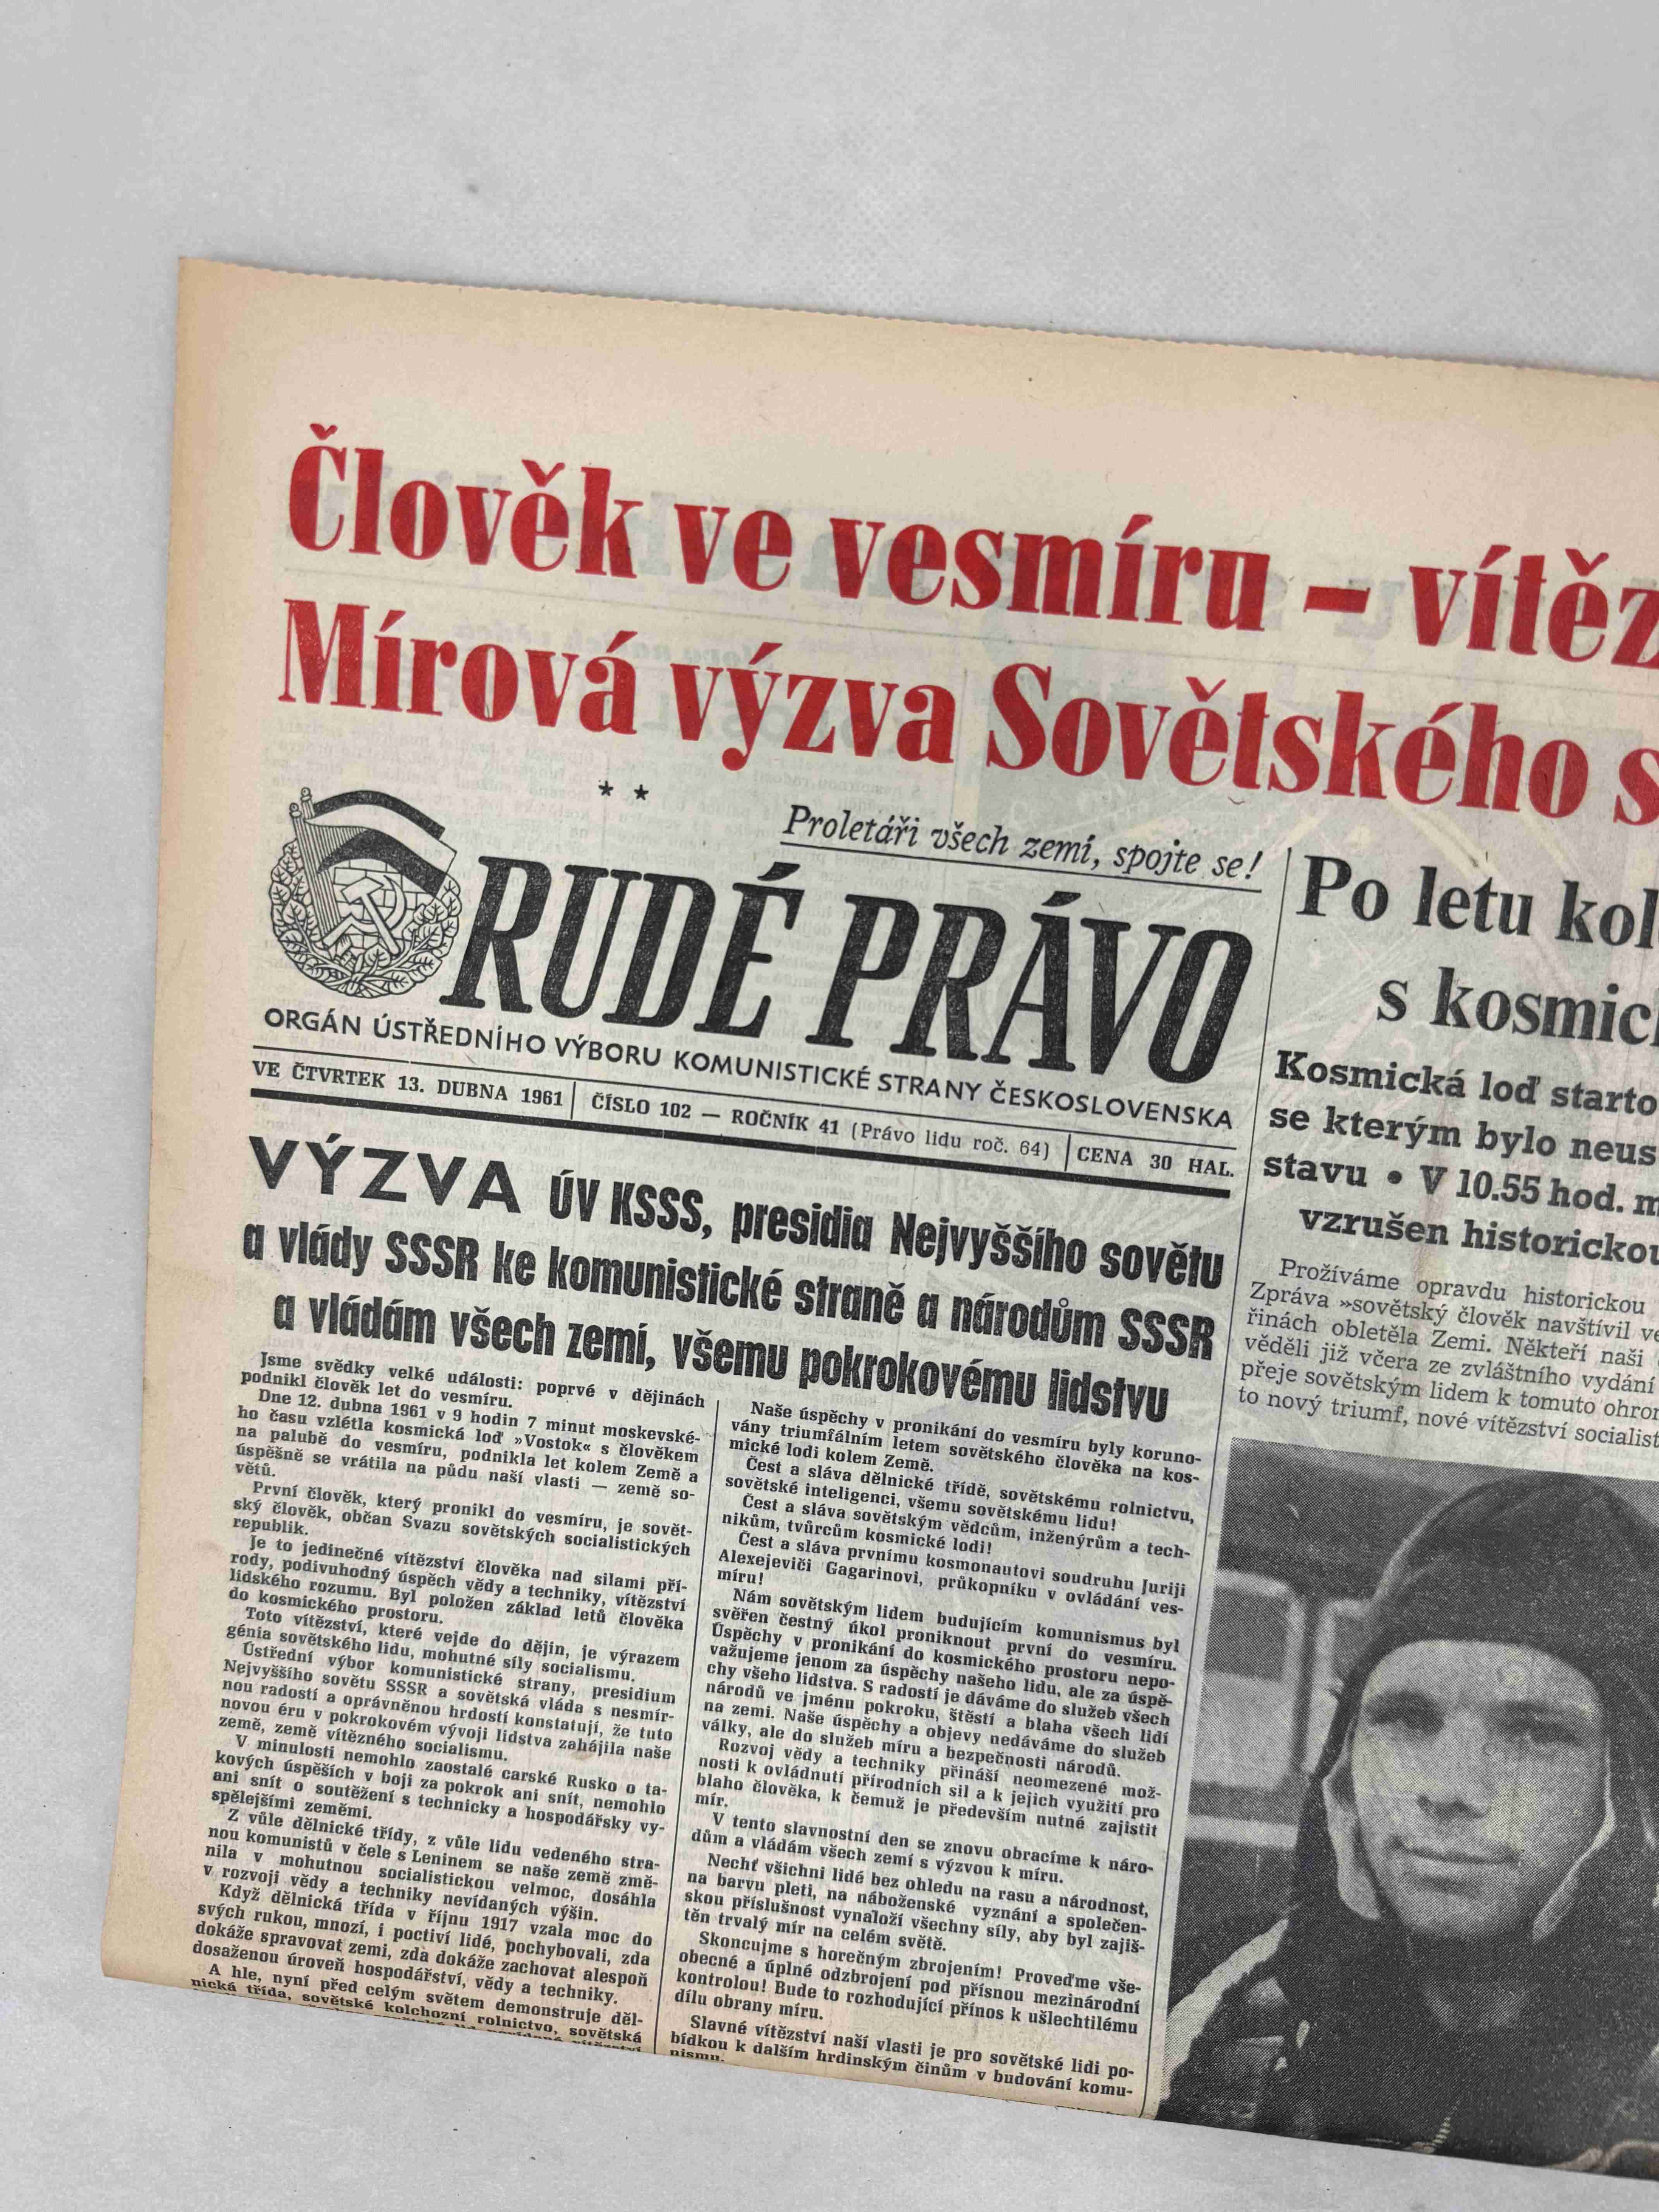 Člověk ve vesmíru – vítěz
Mírová výzva Sovětského s
* *
Proletáři všech zemí, spojte se!
RUDÉ PRÁVO
ORGÁN ÚSTŘEDNÍHO VÝBORU KOMUNISTICKÉ STRANY ČESKOSLOVENSKA
VE ČTVRTEK 13. DUBNA 1961 ČÍSLO 102 — ROČNÍK 41 (Právo lidu roč. 64) CENA 30 HAL.
VÝZVA ÚV KSSS, presidia Nejvyššího sovětu
a vlády SSSR ke komunistické straně a národům SSSR
a vládám všech zemí, všemu pokrokovému lidstvu
Jsme svědky velké události: poprvé v dějinách
podnikl člověk let do vesmíru.
Dne 12. dubna 1961 v 9 hodin 7 minut moskevské-
ho času vzlétla kosmická loď »Vostok« s člověkem
na palubě do vesmíru, podnikla let kolem Země a
úspěšně se vrátila na půdu naší vlasti — země so-
větů.
První člověk, který pronikl do vesmíru, je sovět-
ský člověk, občan Svazu sovětských socialistických
republik.
Je to jedinečné vítězství člověka nad silami pří-
rody, podivuhodný úspěch vědy a techniky, vítězství
lidského rozumu. Byl položen základ letů člověka
do kosmického prostoru.
Toto vítězství, které vejde do dějin, je výrazem
génia sovětského lidu, mohutné síly socialismu.
Ústřední výbor komunistické strany, presidium
Nejvyššího sovětu SSSR a sovětská vláda s nesmír-
nou radostí a oprávněnou hrdostí konstatují, že tuto
novou éru v pokrokovém vývoji lidstva zahájila naše
země, země vítězného socialismu.
V minulosti nemohlo zaostalé carské Rusko o ta-
kových úspěších v boji za pokrok ani snít, nemohlo
ani snít o soutěžení s technicky a hospodářsky vy-
spělejšími zeměmi.
Z vůle dělnické třídy, z vůle lidu vedeného stra-
nou komunistů v čele s Leninem se naše země změ-
nila v mohutnou socialistickou velmoc, dosáhla
v rozvoji vědy a techniky nevídaných výšin.
Když dělnická třída v říjnu 1917 vzala moc do
svých rukou, mnozí, i poctiví lidé, pochybovali, zda
dokáže spravovat zemi, zda dokáže zachovat alespoň
dosaženou úroveň hospodářství, vědy a techniky.
A hle, nyní před celým světem demonstruje děl-
nická třída, sovětské kolchozní rolnictvo, sovětská
Naše úspěchy v pronikání do vesmíru byly koruno-
vány triumfálním letem sovětského člověka na kos-
mické lodi kolem Země.
Čest a sláva dělnické třídě, sovětskému rolnictvu,
sovětské inteligenci, všemu sovětskému lidu!
Čest a sláva sovětským vědcům, inženýrům a tech-
nikům, tvůrcům kosmické lodi!
Čest a sláva prvnímu kosmonautovi soudruhu Juriji
Alexejeviči Gagarinovi, průkopníku v ovládání ves-
míru!
Nám sovětským lidem budujícím komunismus byl
svěřen čestný úkol proniknout první do vesmíru.
Úspěchy v pronikání do kosmického prostoru nepo-
važujeme jenom za úspěchy našeho lidu, ale za úspě-
chy všeho lidstva. S radostí je dáváme do služeb všech
národů ve jménu pokroku, štěstí a blaha všech lidí
na zemi. Naše úspěchy a objevy nedáváme do služeb
války, ale do služeb míru a bezpečnosti národů.
Rozvoj vědy a techniky přináší neomezené mož-
nosti k ovládnutí přírodních sil a k jejich využití pro
blaho člověka, k čemuž je především nutné zajistit
mír.
V tento slavnostní den se znovu obracíme k náro-
dům a vládám všech zemí s výzvou k míru.
Nechť všichni lidé bez ohledu na rasu a národnost,
na barvu pleti, na náboženské vyznání a společen-
skou příslušnost vynaloží všechny síly, aby byl zajiš-
těn trvalý mír na celém světě.
Skoncujme s horečným zbrojením! Proveďme vše-
obecné a úplné odzbrojení pod přísnou mezinárodní
kontrolou! Bude to rozhodující přínos k ušlechtilému
dílu obrany míru.
Slavné vítězství naší vlasti je pro sovětské lidi po-
bídkou k dalším hrdinským činům v budování komu-
nismu.
Po letu kol
s kosmic
Kosmická loď starto
se kterým bylo neus
stavu • V 10.55 hod. m
vzrušen historickou
Prožíváme opravdu historickou
Zpráva »sovětský člověk navštívil ve
řinách obletěla Zemi. Někteří naši
věděli již včera ze zvláštního vydání
přeje sovětským lidem k tomuto ohro
to nový triumf, nové vítězství socialist